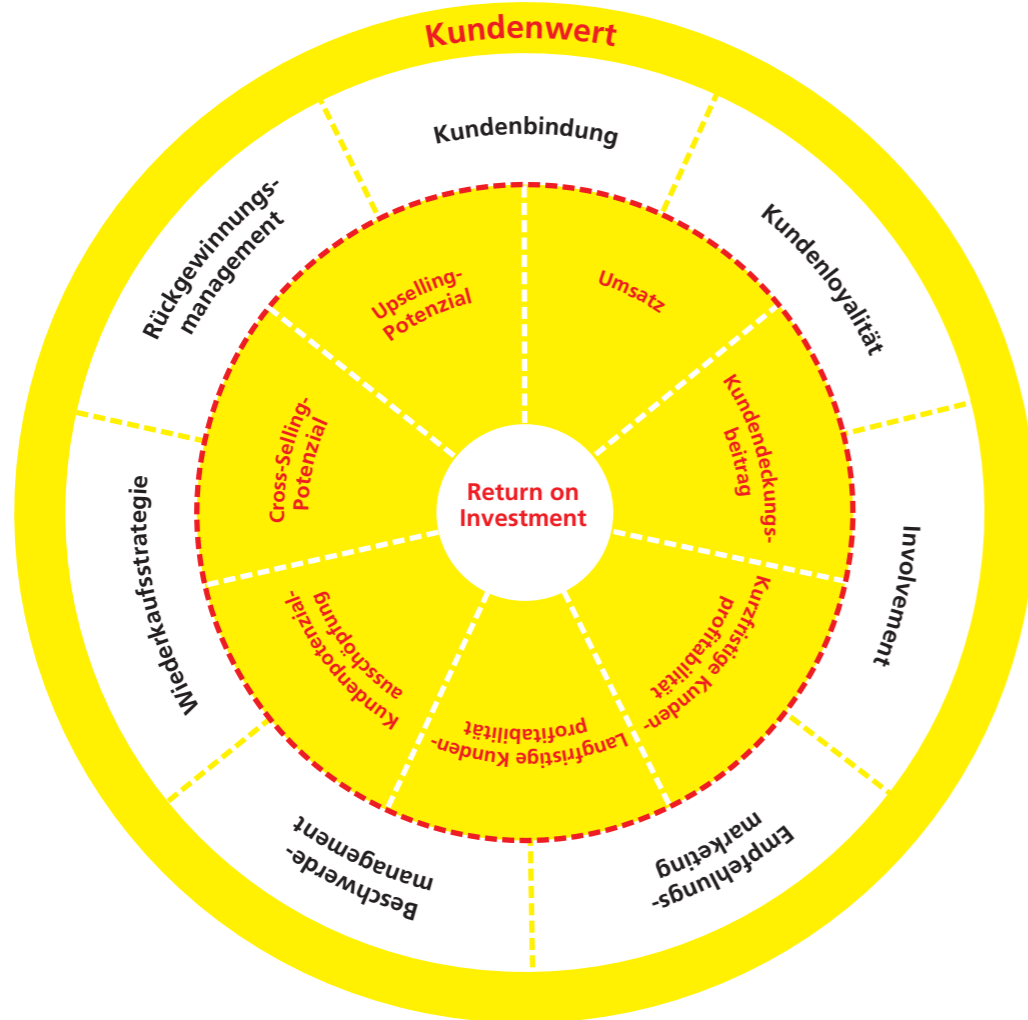 Kundenwert
Kundenbindung
Kundenloyalität
Involvement
Empfehlungs-
marketing
Beschwerde-
management
Wiederkaufsstrategie
Rückgewinnungs-
management
Umsatz
Kundendeckungs-
beitrag
Kurzfristige Kunden-
profitabilität
Langfristige Kunden-
profitabilität
Kundenpotenzial-
ausschöpfung
Cross-Selling-
Potenzial
Upselling-
Potenzial
Return on
Investment